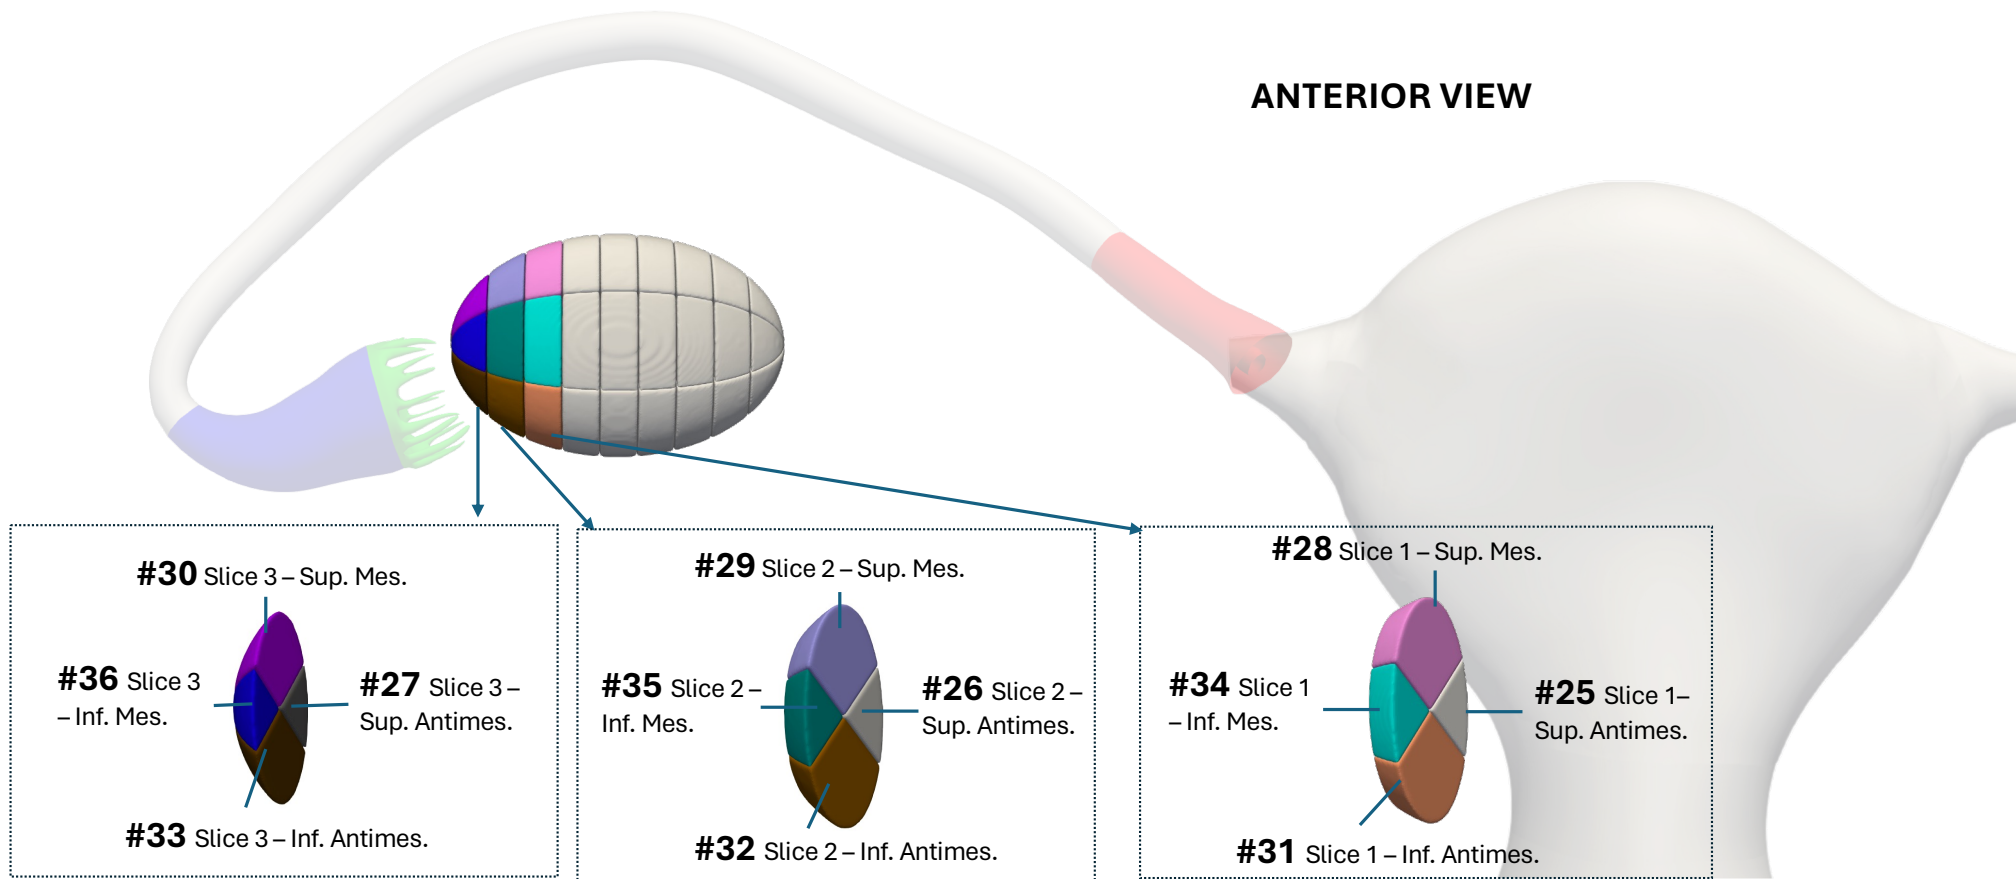 ANTERIOR VIEW
#30 Slice 3 – Sup. Mes.
#36 Slice 3
– Inf. Mes.
#27 Slice 3 –
Sup. Antimes.
#33 Slice 3 – Inf. Antimes.
#29 Slice 2 – Sup. Mes.
#35 Slice 2 –
Inf. Mes.
#26 Slice 2 –
Sup. Antimes.
#32 Slice 2 – Inf. Antimes.
#28 Slice 1 – Sup. Mes.
#34 Slice 1
– Inf. Mes.
#25 Slice 1–
Sup. Antimes.
#31 Slice 1 – Inf. Antimes.